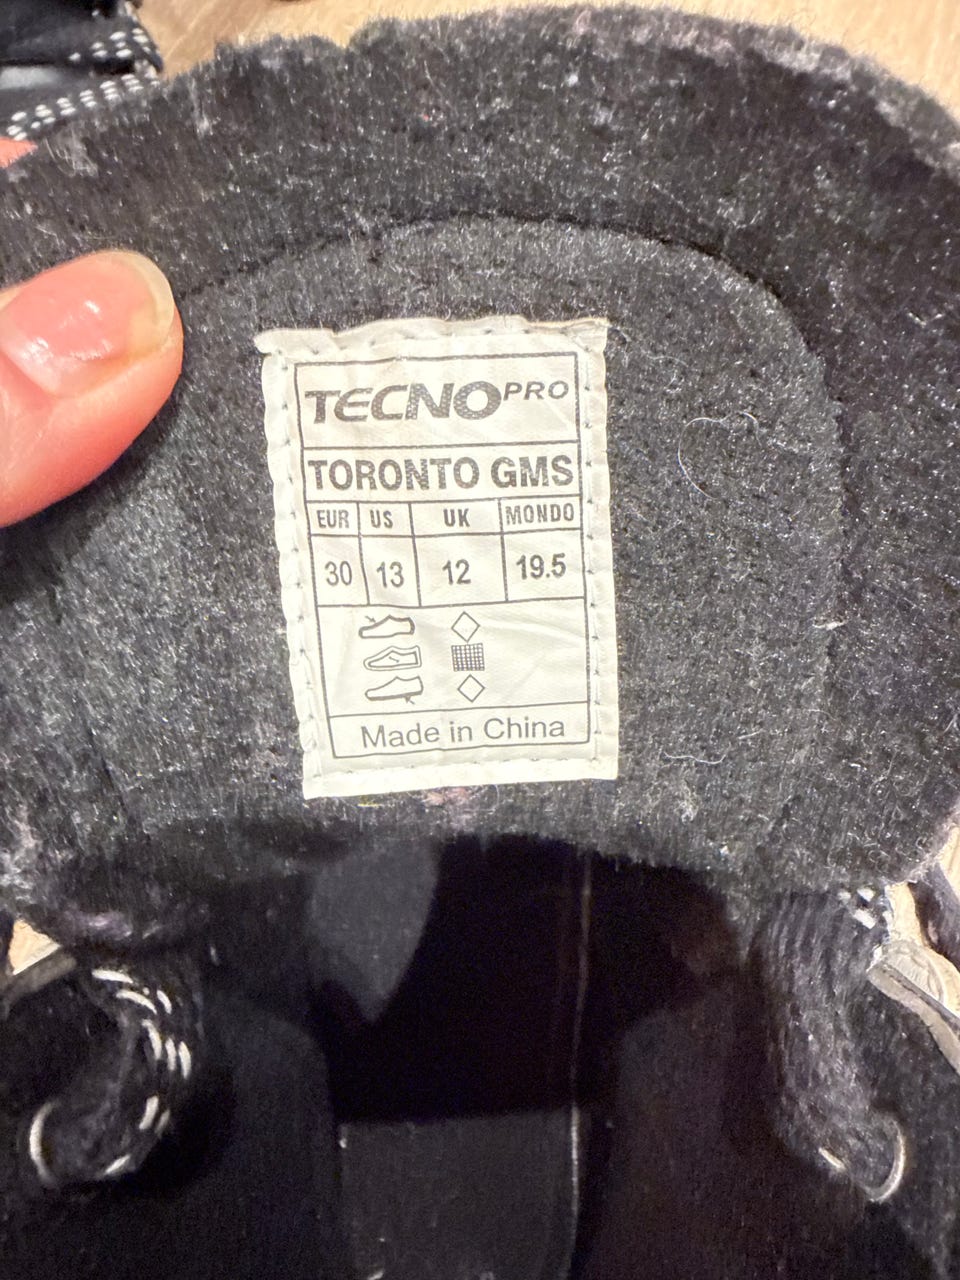 TECNOPRO
TORONTO GMS
EUR US UK MONDO
30 13 12 19.5
Made in China